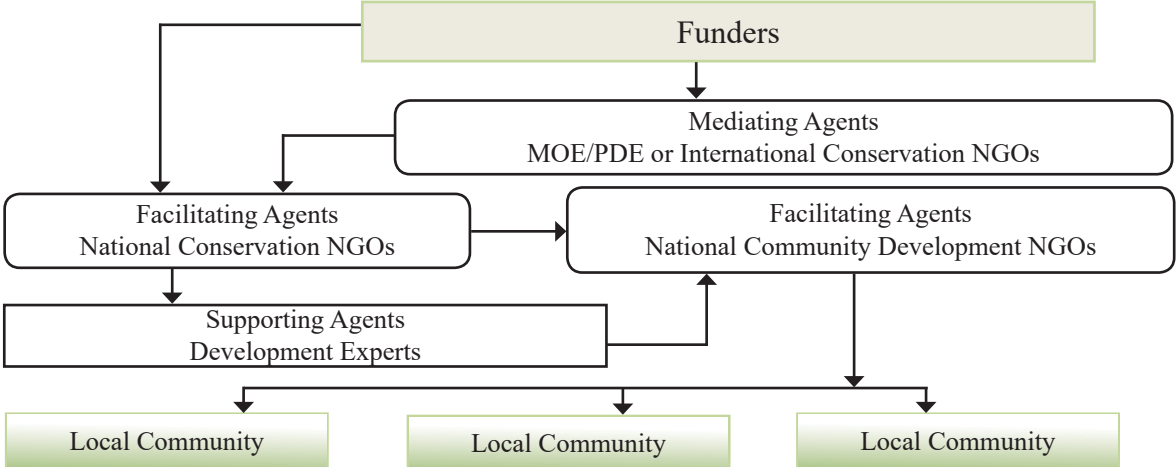 Funders
Mediating Agents
MOE/PDE or International Conservation NGOs
Facilitating Agents
National Conservation NGOs
Facilitating Agents
National Community Development NGOs
Supporting Agents
Development Experts
Local Community
Local Community
Local Community